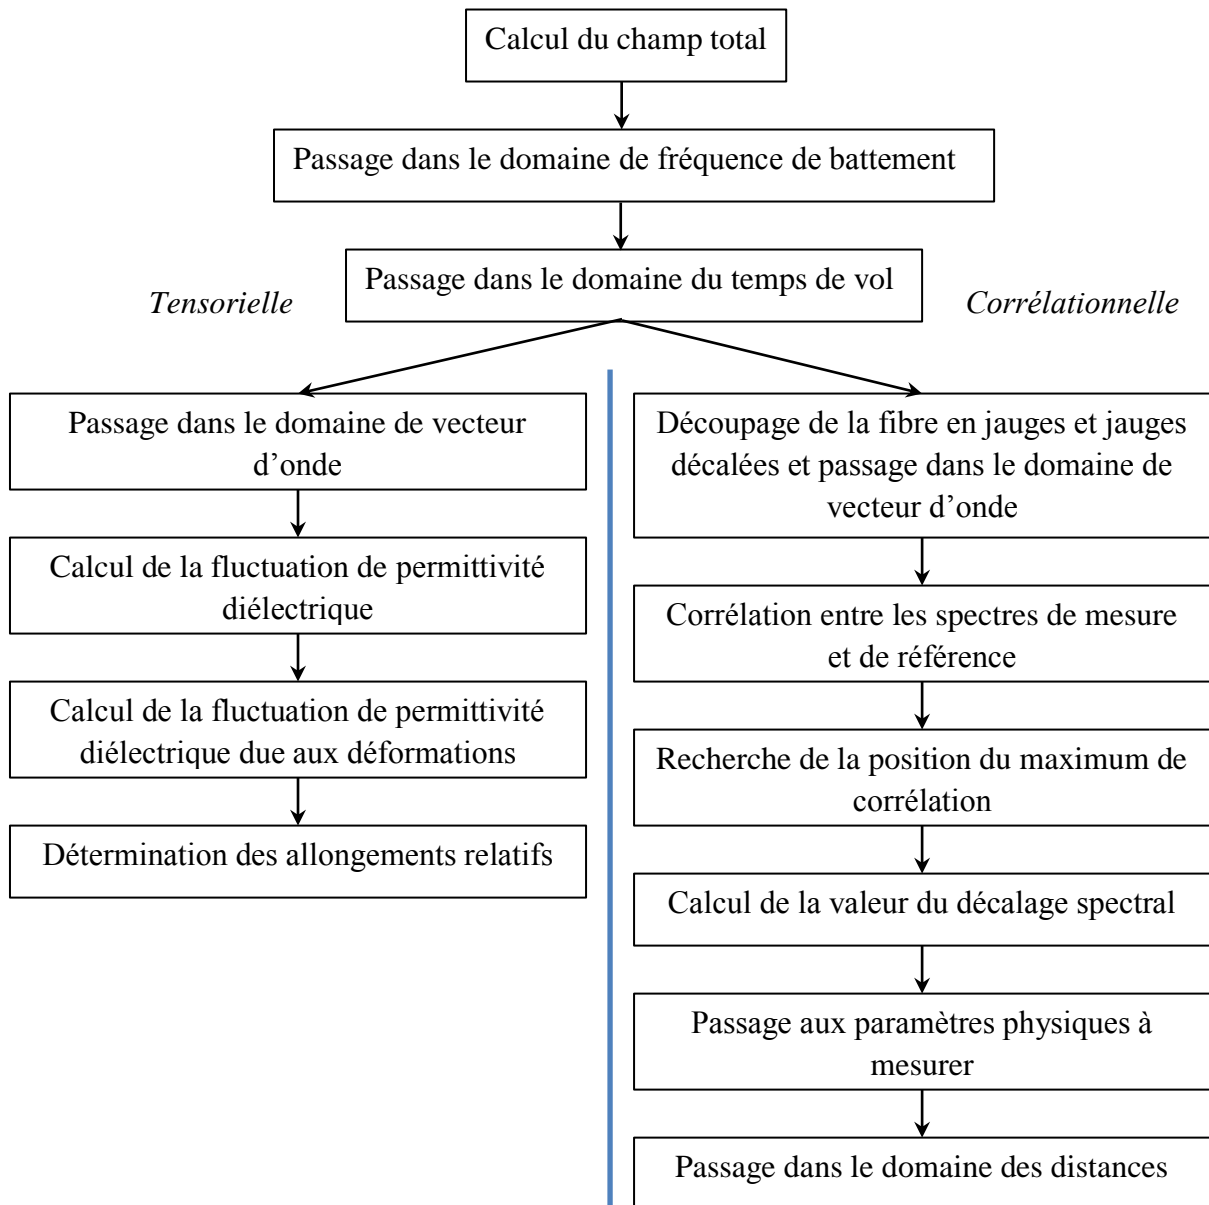 Calcul du champ total
Passage dans le domaine de fréquence de battement
Passage dans le domaine du temps de vol
Tensorielle
Corrélationnelle
Passage dans le domaine de vecteur
d’onde
Calcul de la fluctuation de permittivité
diélectrique
Calcul de la fluctuation de permittivité
diélectrique due aux déformations
Détermination des allongements relatifs
Découpage de la fibre en jauges et jauges
décalées et passage dans le domaine de
vecteur d’onde
Corrélation entre les spectres de mesure
et de référence
Recherche de la position du maximum de
corrélation
Calcul de la valeur du décalage spectral
Passage aux paramètres physiques à
mesurer
Passage dans le domaine des distances